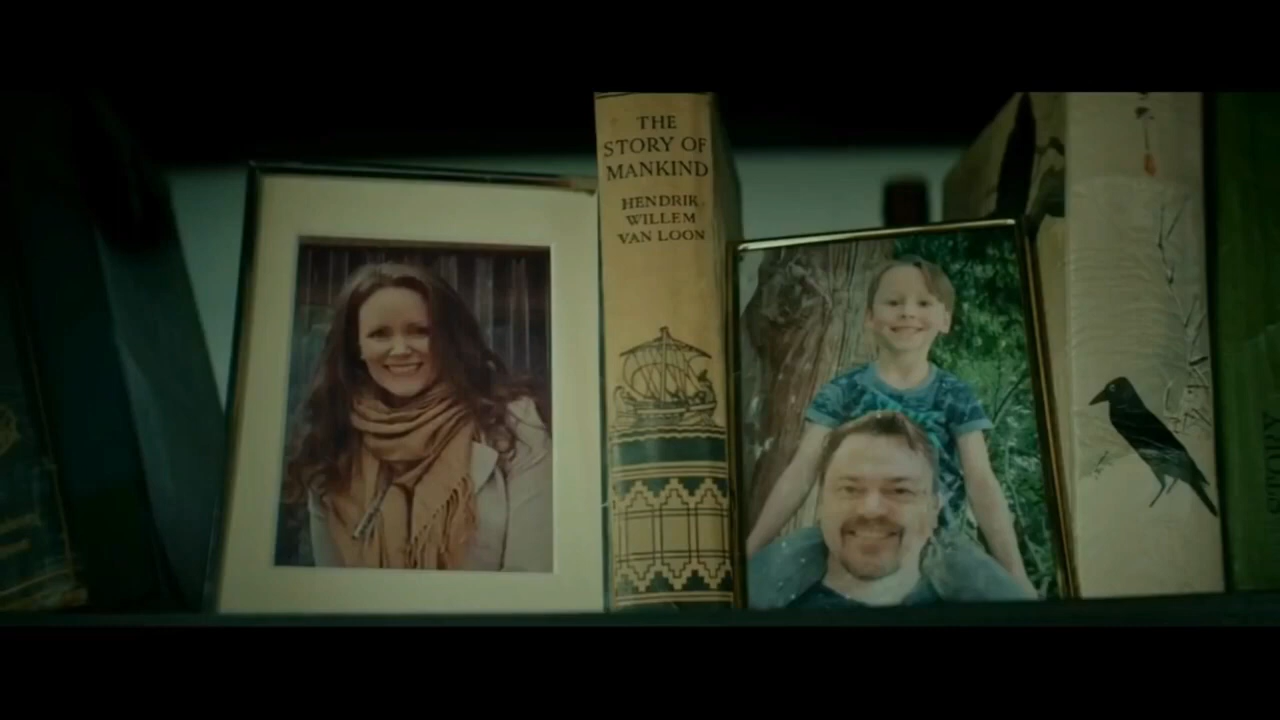 THE
STORY OF
MANKIND
HENDRIK
WILLEM
VAN LOON